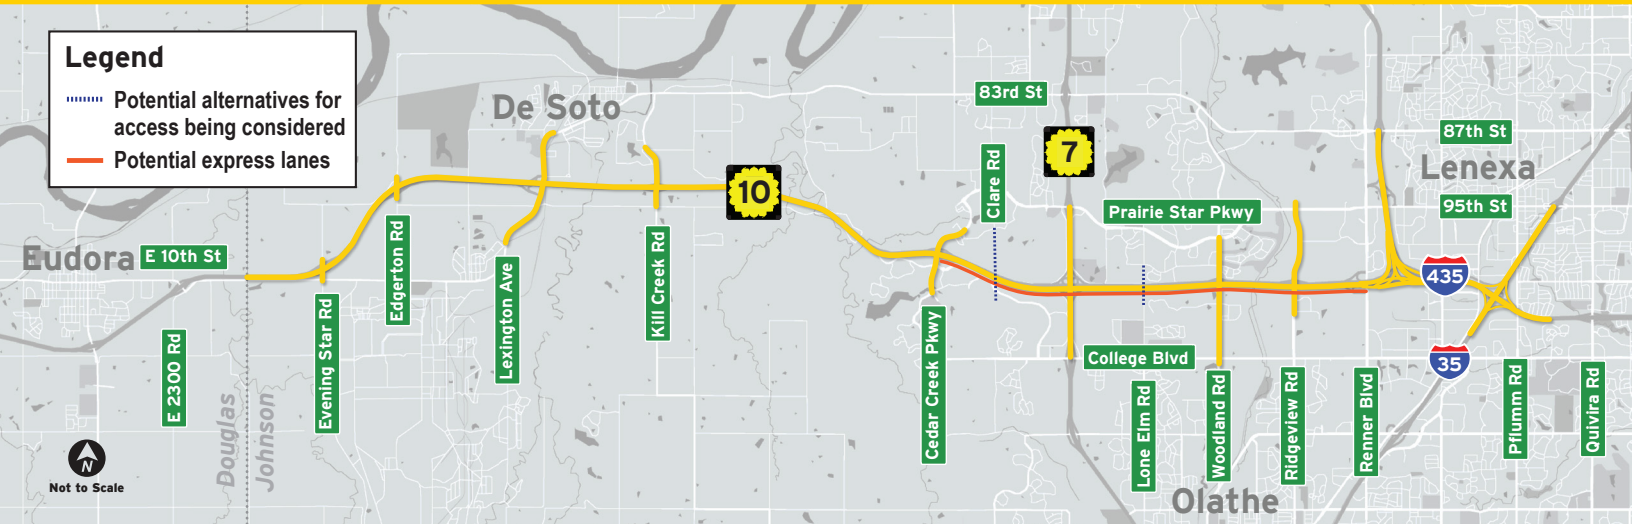 Legend
Potential alternatives for
access being considered
Potential express lanes
De Soto
83rd St
87th St
Lenexa
95th St
7
10
Clare Rd
Prairie Star Pkwy
Eudora
E 10th St
Edgerton Rd
Kill Creek Rd
Lexington Ave
Evening Star Rd
E 2300 Rd
Douglas
Johnson
435
35
College Blvd
Cedar Creek Pkwy
Lone Elm Rd
Woodland Rd
Ridgeview Rd
Renner Blvd
Pflumm Rd
Quivira Rd
Olathe
N
Not to Scale